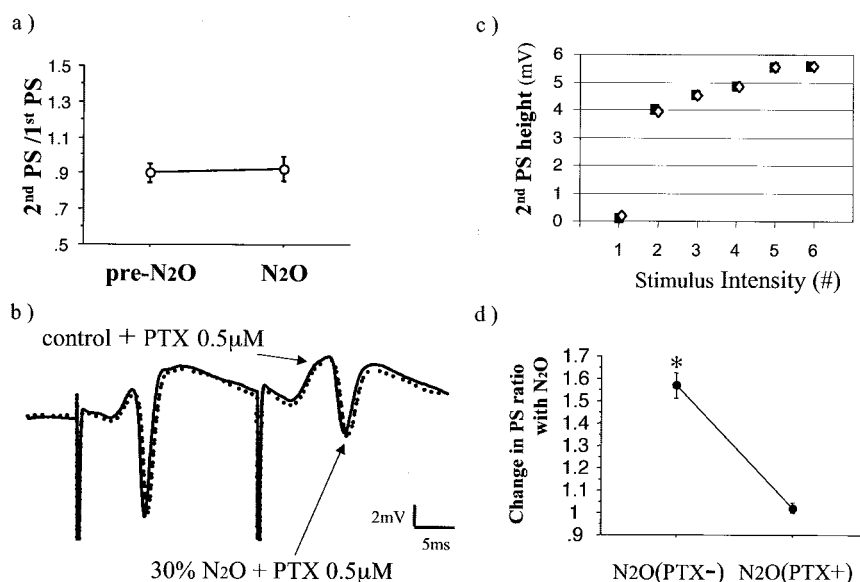 a )
2nd PS /1st PS
1.5
1.3
1.1
.9
.7
.5
pre-N2O N2O
b )
control + PTX 0.5μM
2mV
5ms
30% N2O + PTX 0.5μM
c )
2nd PS height (mV)
6
5
4
3
2
1
0
1 2 3 4 5 6
Stimulus Intensity (#)
d )
Change in PS ratio
with N2O
1.7
1.6
1.5
1.4
1.3
1.2
1.1
1
.9
*
N2O(PTX-) N2O(PTX+)